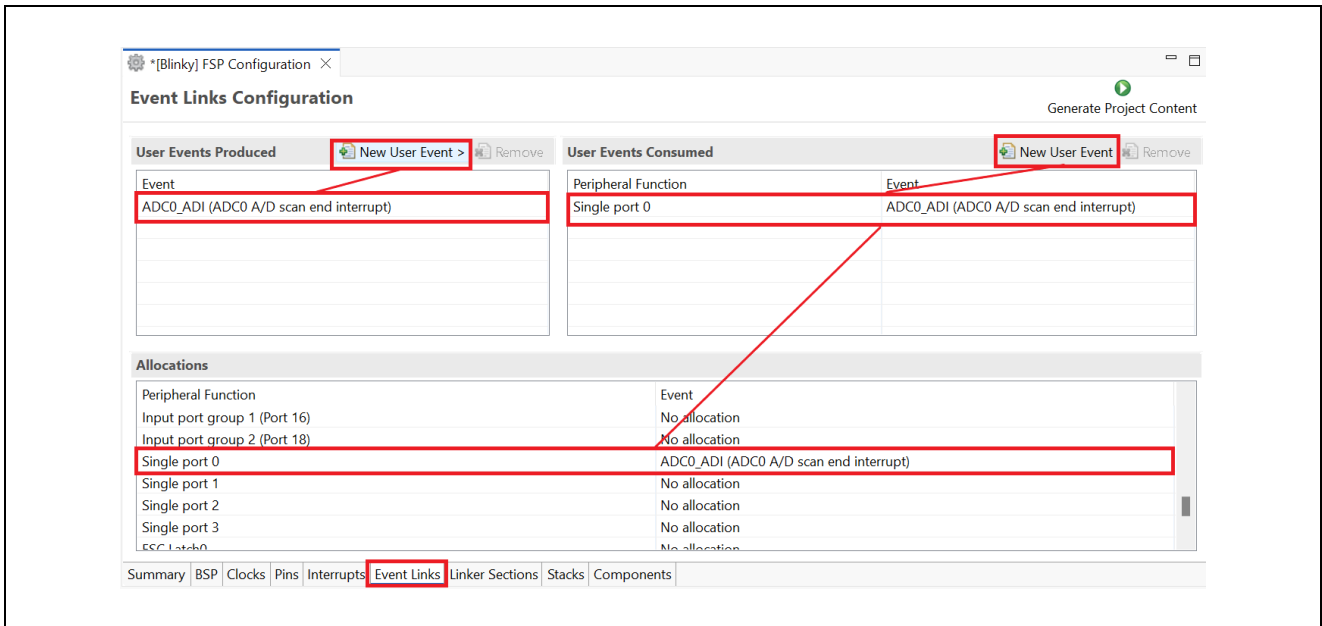 *[Blinky] FSP Configuration
Event Links Configuration
Generate Project Content
User Events Produced New User Event > Remove
Event
ADC0_ADI (ADC0 A/D scan end interrupt)
User Events Consumed New User Event Remove
Peripheral Function Event
Single port 0 ADC0_ADI (ADC0 A/D scan end interrupt)
Allocations
Peripheral Function Event
Input port group 1 (Port 16) No allocation
Input port group 2 (Port 18) No allocation
Single port 0 ADC0_ADI (ADC0 A/D scan end interrupt)
Single port 1 No allocation
Single port 2 No allocation
Single port 3 No allocation
ESC Latch0 No allocation
Summary BSP Clocks Pins Interrupts Event Links Linker Sections Stacks Components